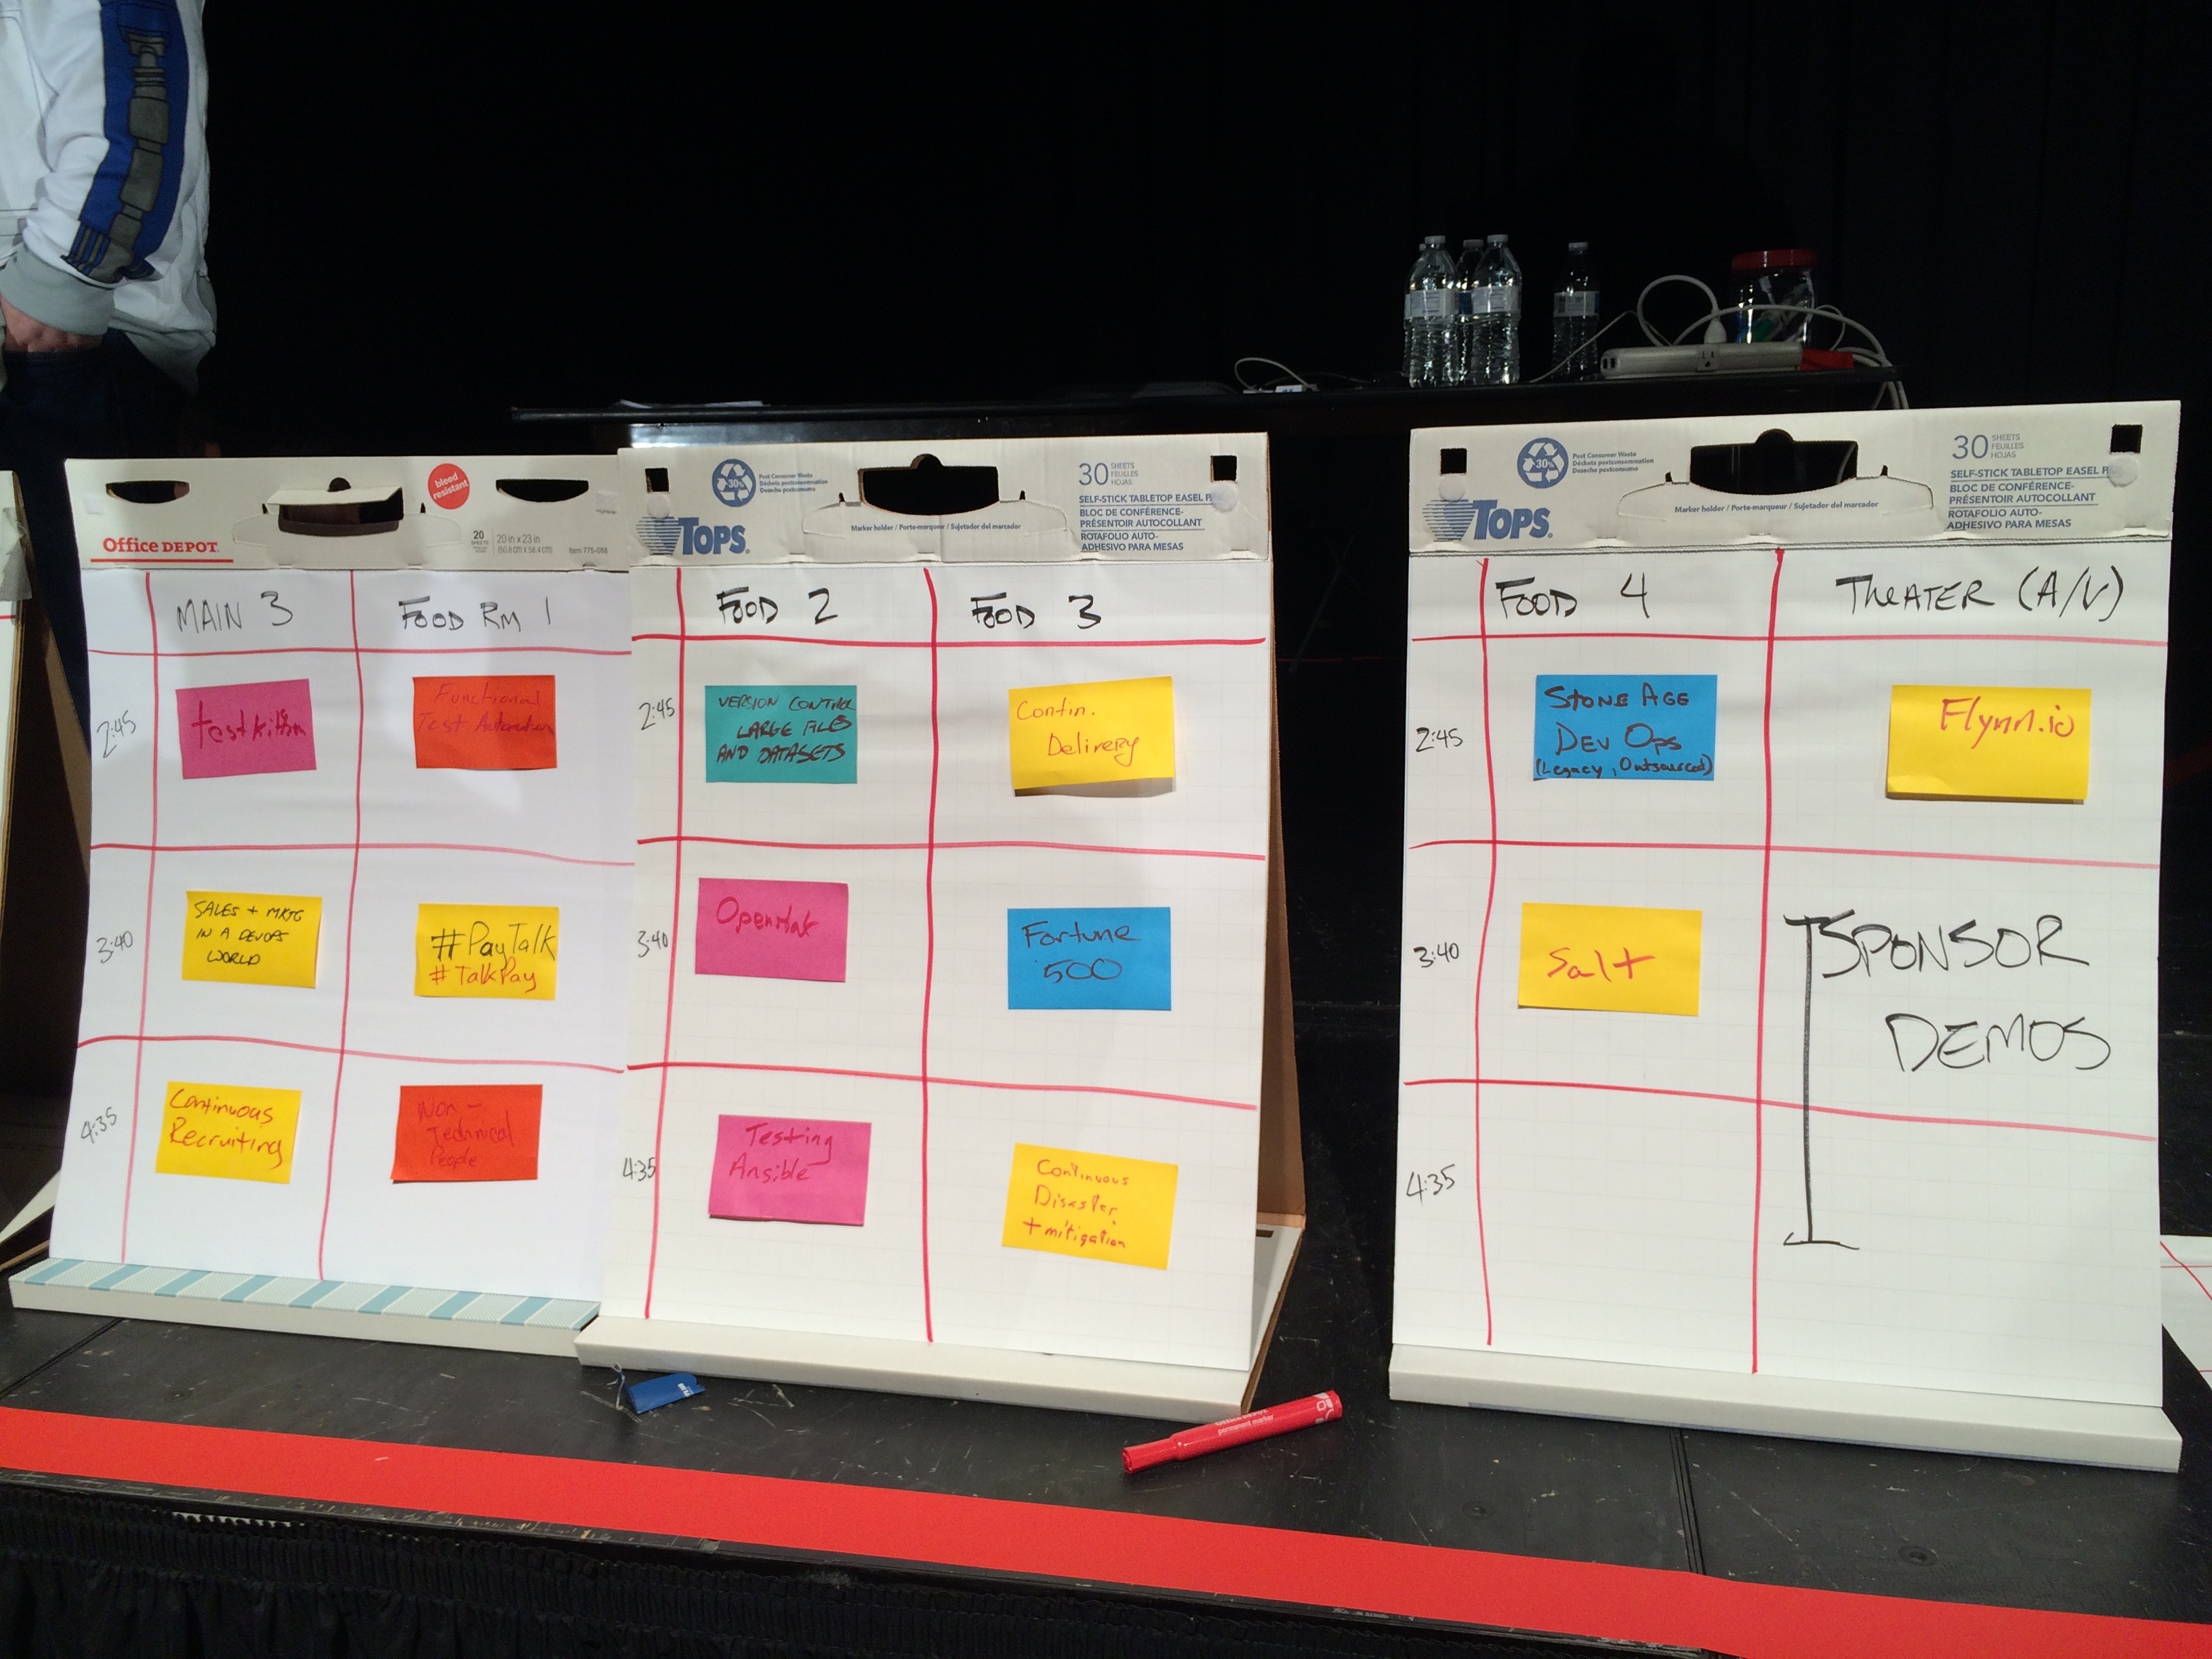 Office DEPOT
bleed
resistant
20
SHEETS
20 in x 23 in
(50.8 cm x 58.4 cm)
Item 775-068
MAIN 3
FOOD RM 1
2:45
testkitchn
Functional
Test Automation
3:40
SALES + MKTG
IN A DEVOPS
WORLD
#PayTalk
#TalkPay
4:35
Continuous
Recruiting
Non-
Technical
People
30%
Post Consumer Waste
Déchets postconsommation
Desecho postconsumo
TOPS
Marker holder / Porte-marqueur / Sujetador del marcador
30 SHEETS
FEUILLES
HOJAS
SELF-STICK TABLETOP EASEL P
BLOC DE CONFÉRENCE-
PRÉSENTOIR AUTOCOLLANT
ROTAFOLIO AUTO-
ADHESIVO PARA MESAS
FOOD 2
FOOD 3
2:45
VERSION CONTROL
LARGE FILES
AND DATASETS
Contin.
Delivery
3:40
Openstak
Fortune
500
4:35
Testing
Ansible
Continuous
Disaster
+ mitigation
30%
Post Consumer Waste
Déchets postconsommation
Desecho postconsumo
TOPS
Marker holder / Porte-marqueur / Sujetador del marcador
30 SHEETS
FEUILLES
HOJAS
SELF-STICK TABLETOP EASEL P
BLOC DE CONFÉRENCE-
PRÉSENTOIR AUTOCOLLANT
ROTAFOLIO AUTO-
ADHESIVO PARA MESAS
FOOD 4
THEATER (A/V)
2:45
STONE AGE
DEV OPS
(Legacy, Outsourced)
Flynn.io
3:40
Salt
SPONSOR
DEMOS
4:35
OFFICE DEPOT
permanent marker